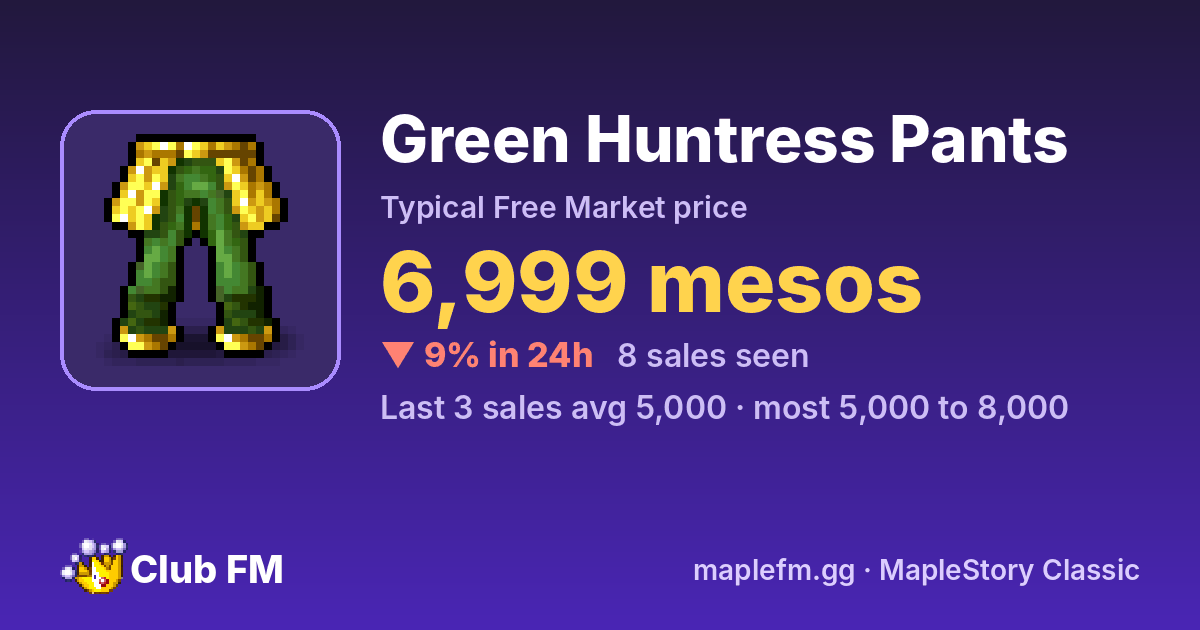 Green Huntress Pants
Typical Free Market price
6,999 mesos
▼ 9% in 24h 8 sales seen
Last 3 sales avg 5,000 · most 5,000 to 8,000
Club FM
maplefm.gg · MapleStory Classic